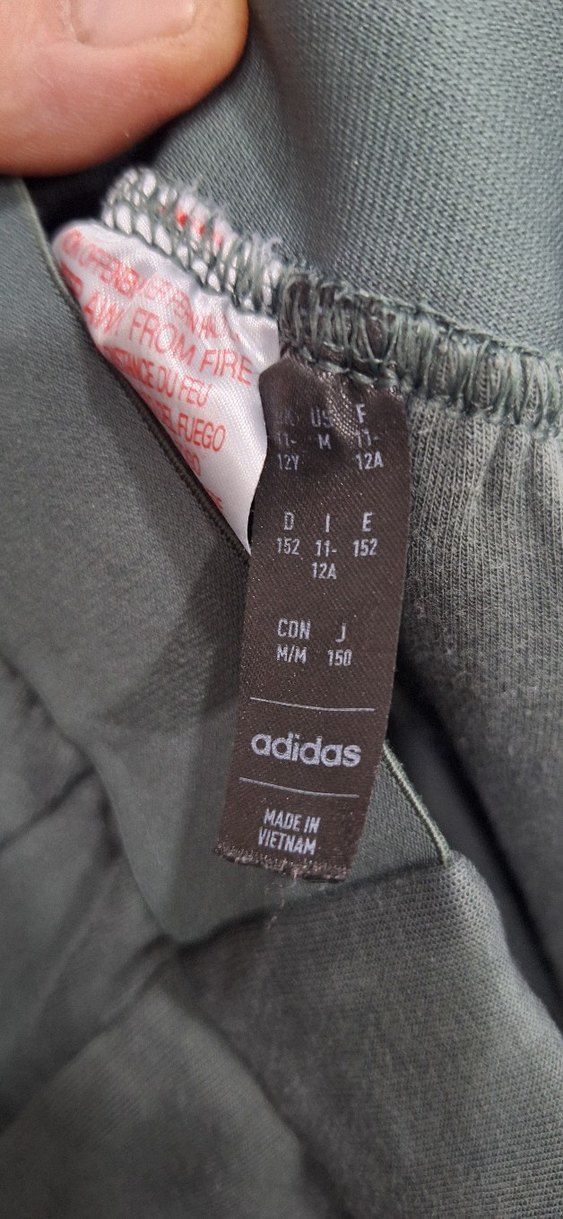 AWAY FROM FIRE
DU FEU
FUEGO
US F
11- M 11-
12Y 12A
D I E
152 11- 152
12A
CDN J
M/M 150
adidas
MADE IN
VIETNAM